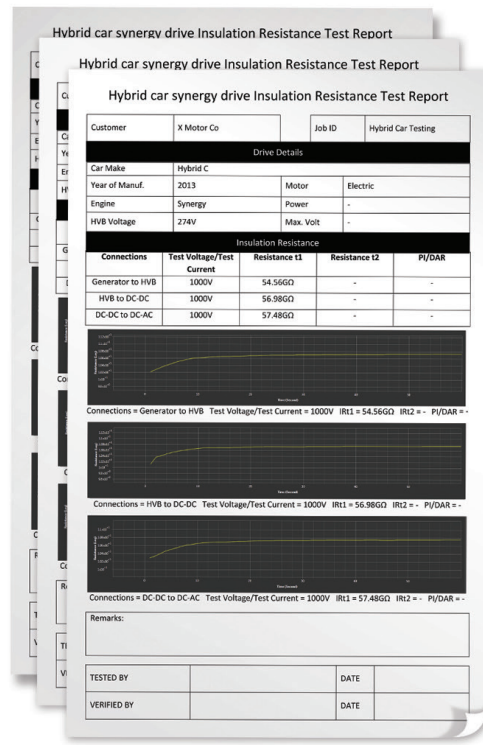 Hybrid car synergy drive Insulation Resistance Test Report
Hybrid car synergy drive Insulation Resistance Test Report
Hybrid car synergy drive Insulation Resistance Test Report
Customer X Motor Co Job ID Hybrid Car Testing
Drive Details
Car Make Hybrid C
Year of Manuf. 2013 Motor Electric
Engine Synergy Power -
HVB Voltage 274V Max. Volt -
Insulation Resistance
Connections Test Voltage/Test Current Resistance t1 Resistance t2 PI/DAR
Generator to HVB 1000V 54.56GΩ - -
HVB to DC-DC 1000V 56.98GΩ - -
DC-DC to DC-AC 1000V 57.48GΩ - -
Connections = Generator to HVB Test Voltage/Test Current = 1000V IRt1 = 54.56GΩ IRt2 = - PI/DAR = -
Connections = HVB to DC-DC Test Voltage/Test Current = 1000V IRt1 = 56.98GΩ IRt2 = - PI/DAR = -
Connections = DC-DC to DC-AC Test Voltage/Test Current = 1000V IRt1 = 57.48GΩ IRt2 = - PI/DAR = -
Remarks:
TESTED BY DATE
VERIFIED BY DATE